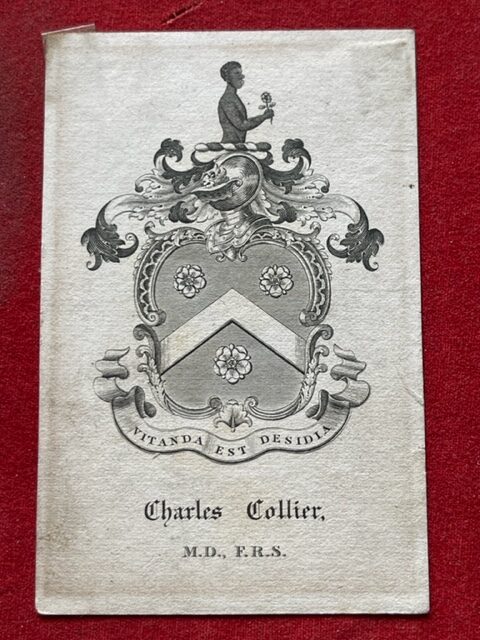 VITANDA EST DESIDIA
Charles Collier,
M.D., F.R.S.